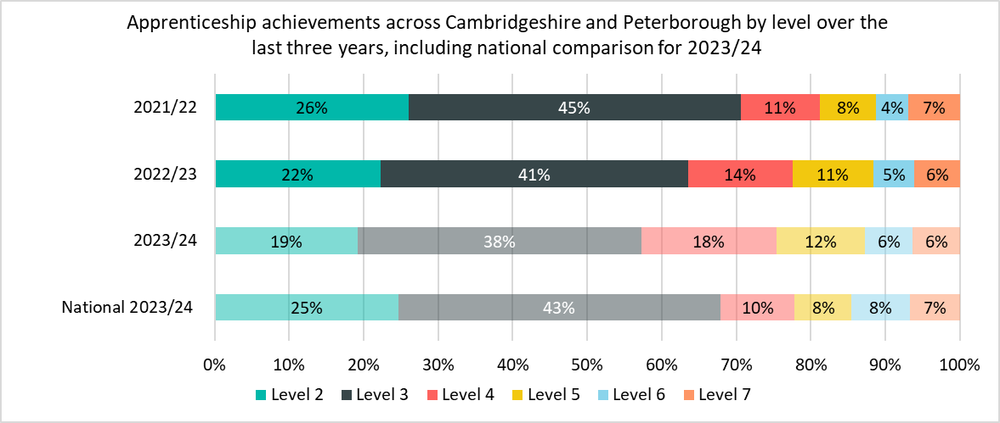 Apprenticeship achievements across Cambridgeshire and Peterborough by level over the
last three years, including national comparison for 2023/24
2021/22 26% 45% 11% 8% 4% 7%
2022/23 22% 41% 14% 11% 5% 6%
2023/24 19% 38% 18% 12% 6% 6%
National 2023/24 25% 43% 10% 8% 8% 7%
0% 10% 20% 30% 40% 50% 60% 70% 80% 90% 100%
Level 2 Level 3 Level 4 Level 5 Level 6 Level 7